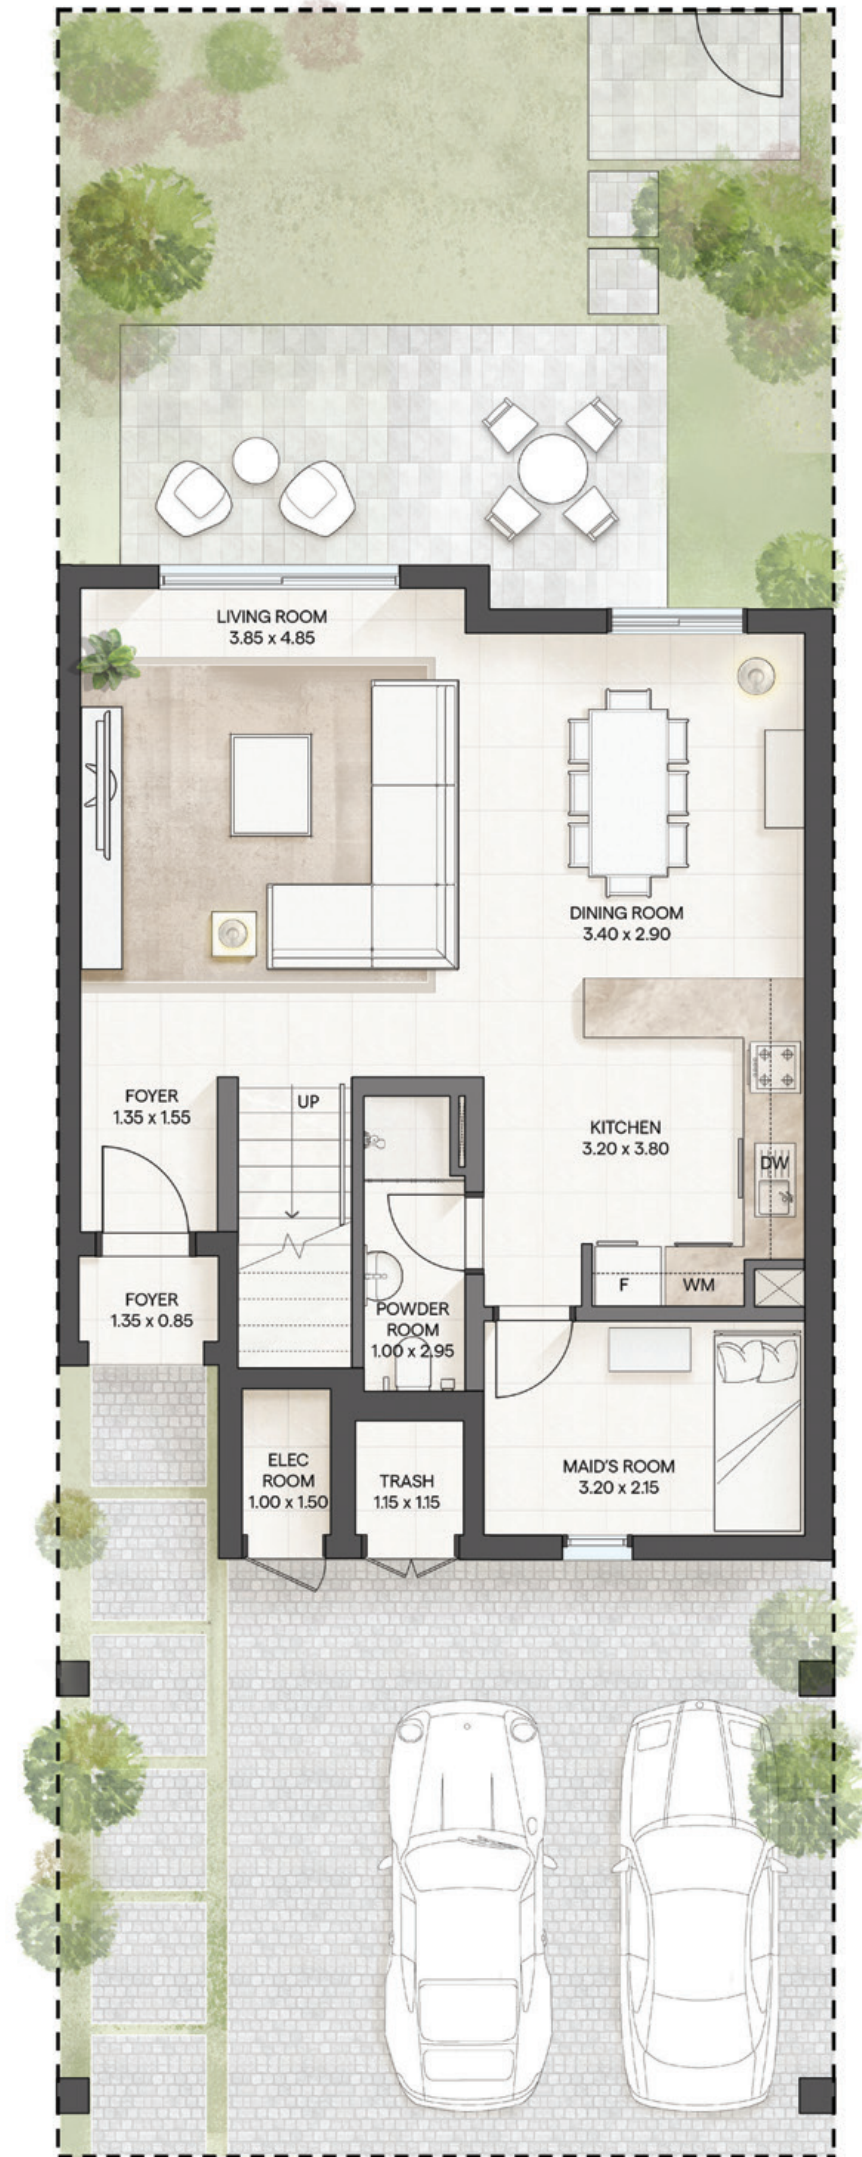 LIVING ROOM
3.85 x 4.85
DINING ROOM
3.40 x 2.90
FOYER
1.35 x 1.55
UP
KITCHEN
3.20 x 3.80
DW
F
WM
FOYER
1.35 x 0.85
POWDER
ROOM
1.00 x 2.95
ELEC
ROOM
1.00 x 1.50
TRASH
1.15 x 1.15
MAID'S ROOM
3.20 x 2.15